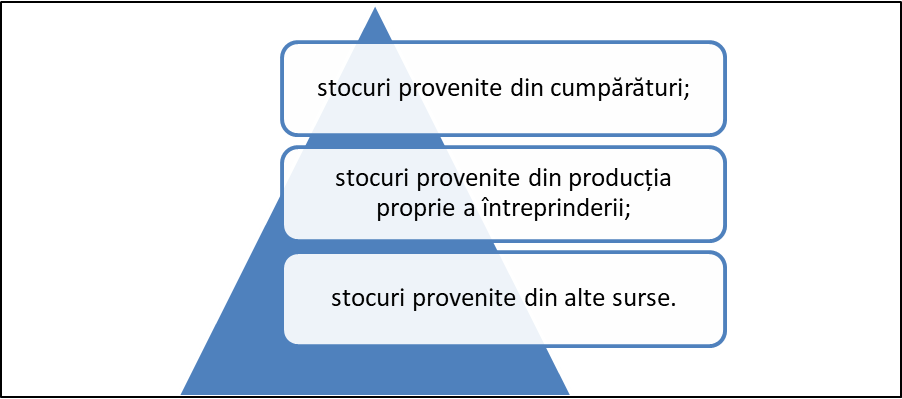 stocuri provenite din cumpărături;
stocuri provenite din producția
proprie a întreprinderii;
stocuri provenite din alte surse.